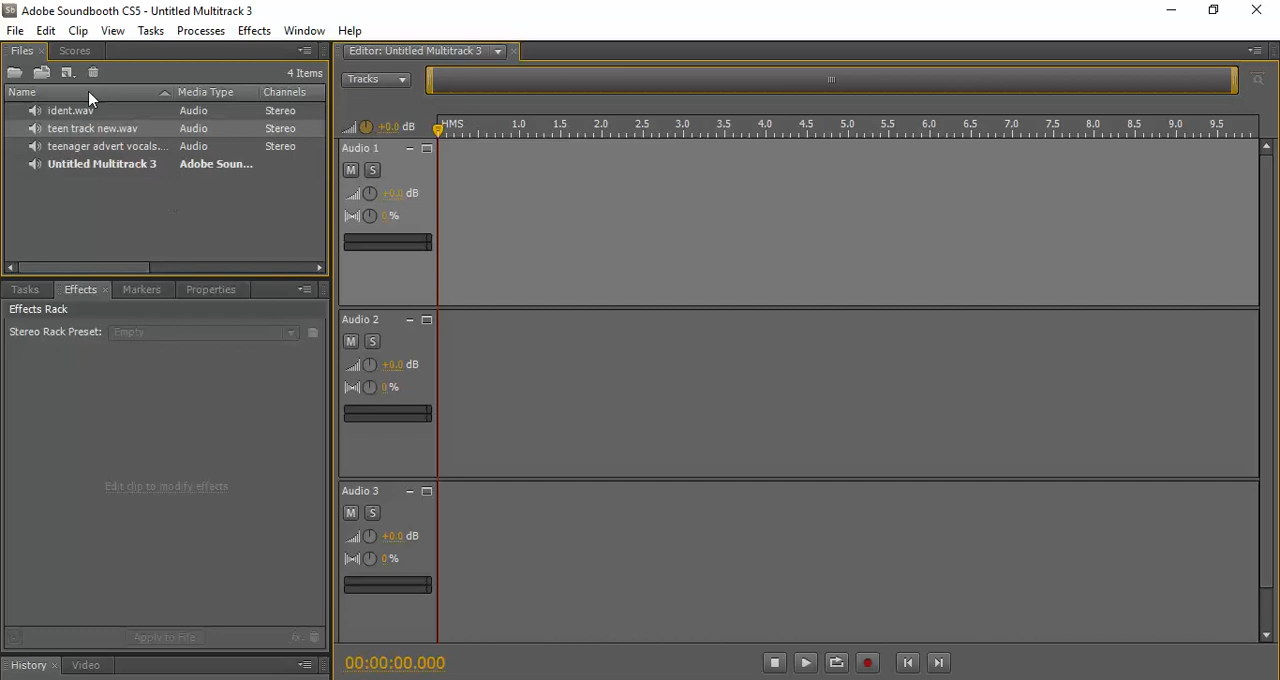 Sb Adobe Soundbooth CS5 - Untitled Multitrack 3
File Edit Clip View Tasks Processes Effects Window Help
Files Scores
4 Items
Name Media Type Channels
ident.wav Audio Stereo
teen track new.wav Audio Stereo
teenager advert vocals... Audio Stereo
Untitled Multitrack 3 Adobe Soun...
Tasks Effects Markers Properties
Effects Rack
Stereo Rack Preset: Empty
Edit clip to modify effects
Apply to File
fx
History Video
Editor: Untitled Multitrack 3
Tracks
+0.0 dB
HMS 1.0 1.5 2.0 2.5 3.0 3.5 4.0 4.5 5.0 5.5 6.0 6.5 7.0 7.5 8.0 8.5 9.0 9.5
Audio 1
M S
+0.0 dB
0 %
Audio 2
M S
+0.0 dB
0 %
Audio 3
M S
+0.0 dB
0 %
00:00:00.000